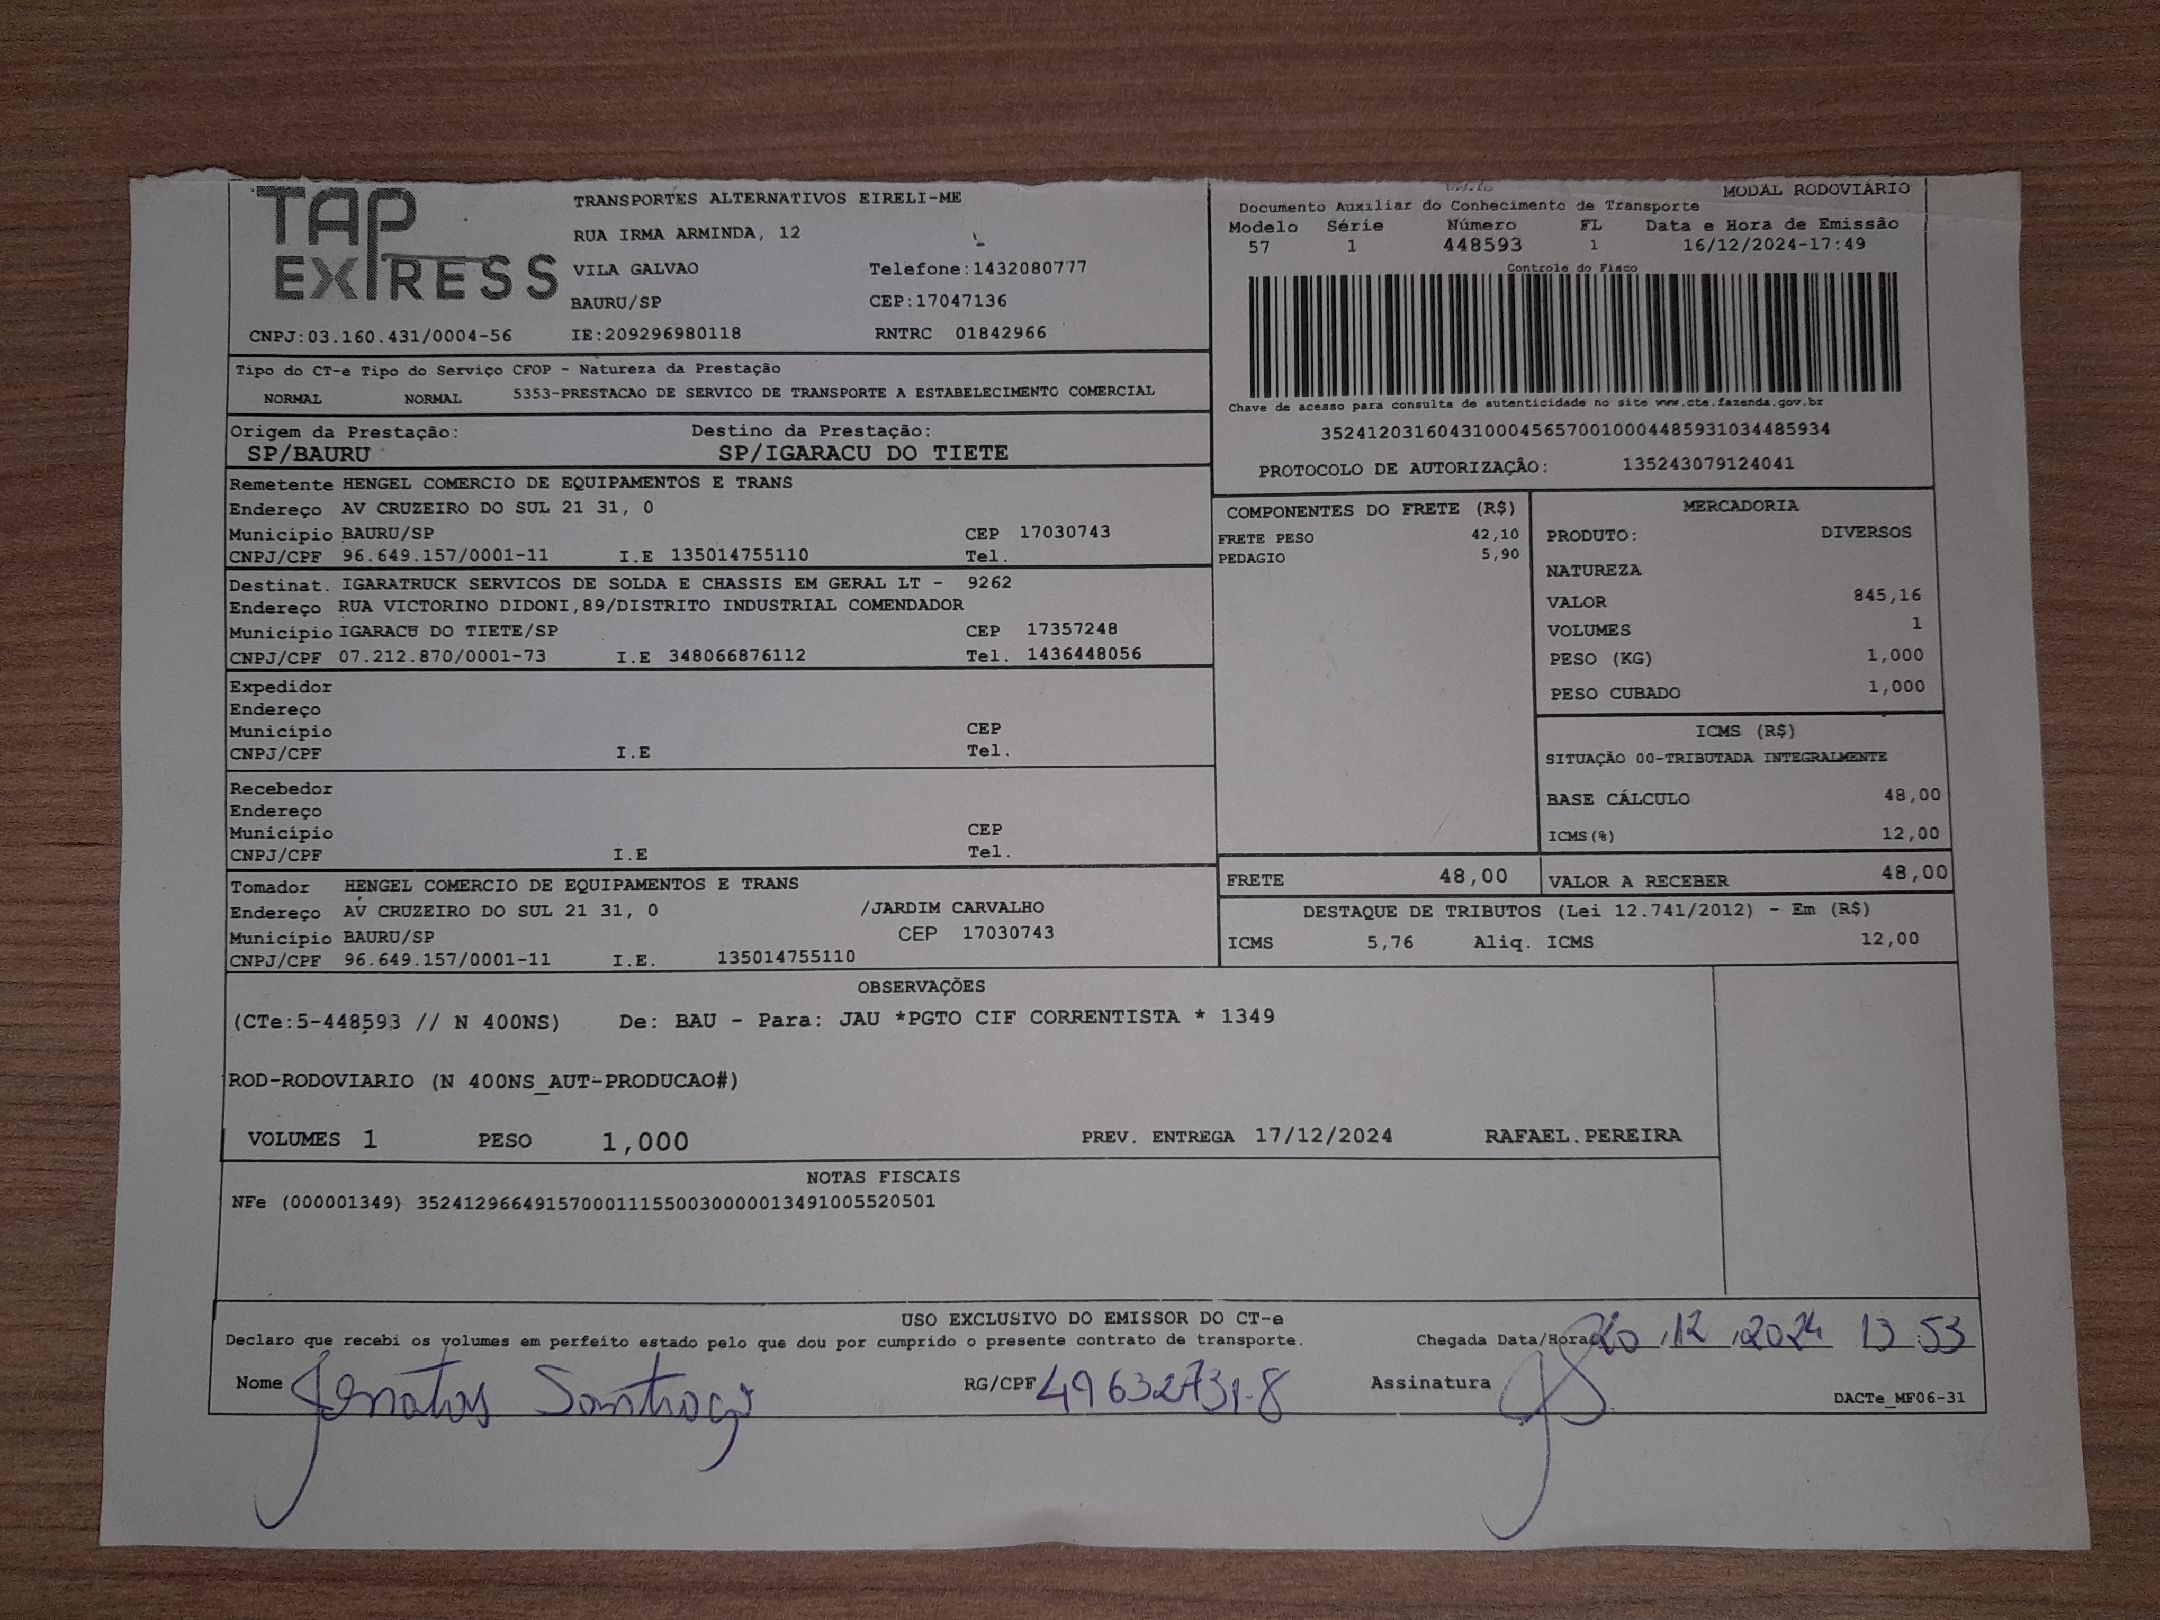 TAP
EXPRESS
TRANSPORTES ALTERNATIVOS EIRELI-ME
RUA IRMA ARMINDA, 12
VILA GALVAO Telefone:1432080777
BAURU/SP CEP:17047136
CNPJ:03.160.431/0004-56 IE:209296980118 RNTRC 01842966
MODAL RODOVIÁRIO
Documento Auxiliar do Conhecimento de Transporte
Modelo Série Número FL Data e Hora de Emissão
57 1 448593 1 16/12/2024-17:49
Controle do Fisco
Chave de acesso para consulta de autenticidade no site www.cte.fazenda.gov.br
35241203160431000456570010004485931034485934
PROTOCOLO DE AUTORIZAÇÃO: 135243079124041
Tipo do CT-e Tipo do Serviço CFOP - Natureza da Prestação
NORMAL NORMAL 5353-PRESTACAO DE SERVICO DE TRANSPORTE A ESTABELECIMENTO COMERCIAL
Origem da Prestação: Destino da Prestação:
SP/BAURU SP/IGARACU DO TIETE
Remetente HENGEL COMERCIO DE EQUIPAMENTOS E TRANS
Endereço AV CRUZEIRO DO SUL 21 31, 0
Município BAURU/SP CEP 17030743
CNPJ/CPF 96.649.157/0001-11 I.E 135014755110 Tel.
Destinat. IGARATRUCK SERVICOS DE SOLDA E CHASSIS EM GERAL LT - 9262
Endereço RUA VICTORINO DIDONI,89/DISTRITO INDUSTRIAL COMENDADOR
Município IGARACU DO TIETE/SP CEP 17357248
CNPJ/CPF 07.212.870/0001-73 I.E 348066876112 Tel. 1436448056
Expedidor
Endereço
Município CEP
CNPJ/CPF I.E Tel.
Recebedor
Endereço
Município CEP
CNPJ/CPF I.E Tel.
Tomador HENGEL COMERCIO DE EQUIPAMENTOS E TRANS
Endereço AV CRUZEIRO DO SUL 21 31, 0 /JARDIM CARVALHO
Município BAURU/SP CEP 17030743
CNPJ/CPF 96.649.157/0001-11 I.E. 135014755110
COMPONENTES DO FRETE (R$)
FRETE PESO 42,10
PEDAGIO 5,90
MERCADORIA
PRODUTO: DIVERSOS
NATUREZA
VALOR 845,16
VOLUMES 1
PESO (KG) 1,000
PESO CUBADO 1,000
ICMS (R$)
SITUAÇÃO 00-TRIBUTADA INTEGRALMENTE
BASE CÁLCULO 48,00
ICMS(%) 12,00
FRETE 48,00 VALOR A RECEBER 48,00
DESTAQUE DE TRIBUTOS (Lei 12.741/2012) - Em (R$)
ICMS 5,76 Aliq. ICMS 12,00
OBSERVAÇÕES
(CTe:5-448593 // N 400NS) De: BAU - Para: JAU *PGTO CIF CORRENTISTA * 1349
ROD-RODOVIARIO (N 400NS_AUT-PRODUCAO#)
VOLUMES 1 PESO 1,000 PREV. ENTREGA 17/12/2024 RAFAEL.PEREIRA
NOTAS FISCAIS
NFe (000001349) 35241296649157000111550030000013491005520501
USO EXCLUSIVO DO EMISSOR DO CT-e
Declaro que recebi os volumes em perfeito estado pelo que dou por cumprido o presente contrato de transporte. Chegada Data/Hora 20,12,2024 13:53
Nome Jonatas Santiago RG/CPF 49632731-8 Assinatura JS.
DACTe_MF06-31